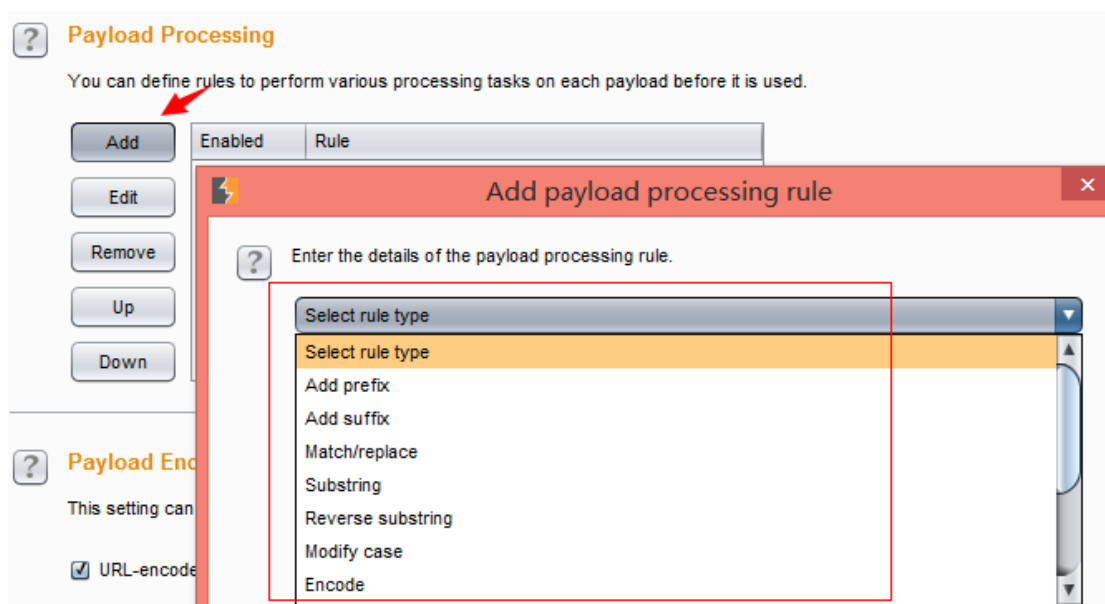 Payload Processing
You can define rules to perform various processing tasks on each payload before it is used.
Add
Enabled Rule
Edit
Add payload processing rule
Remove
Enter the details of the payload processing rule.
Up
Select rule type
Down
Select rule type
Add prefix
Add suffix
Match/replace
Payload Enc
Substring
This setting can
Reverse substring
Modify case
URL-encode
Encode